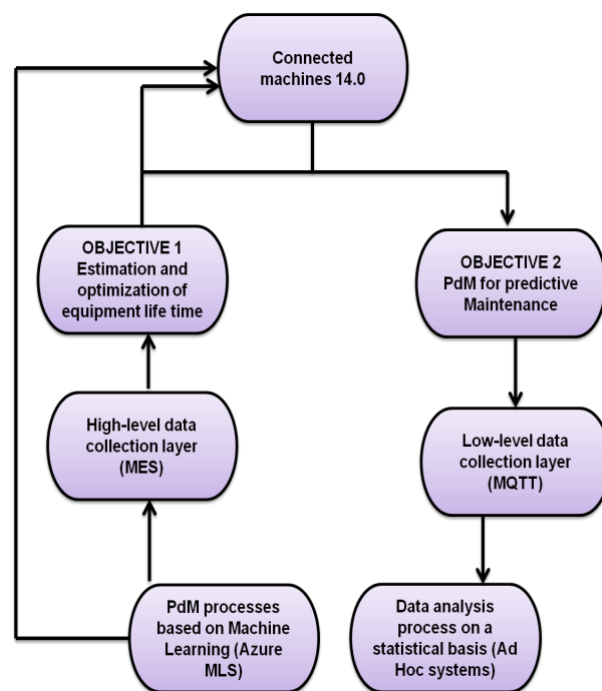 Connected
machines 14.0
OBJECTIVE 1
Estimation and
optimization of
equipment life time
OBJECTIVE 2
PdM for predictive
Maintenance
High-level data
collection layer
(MES)
Low-level data
collection layer
(MQTT)
PdM processes
based on Machine
Learning (Azure
MLS)
Data analysis
process on a
statistical basis (Ad
Hoc systems)